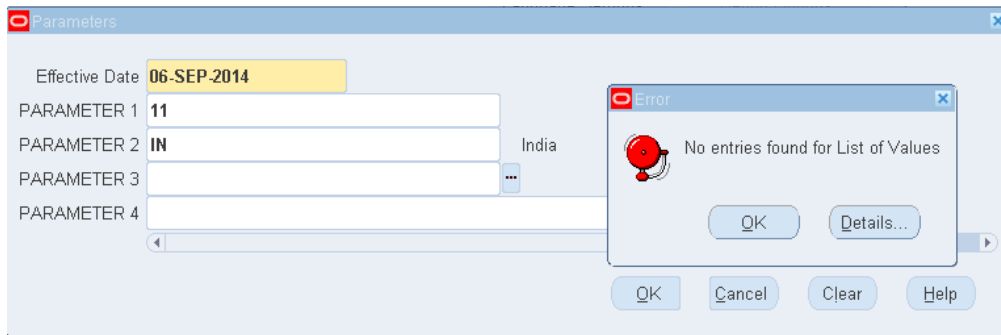 Parameters
Effective Date 06-SEP-2014
PARAMETER 1 11
PARAMETER 2 IN India
PARAMETER 3 ...
PARAMETER 4
Error
No entries found for List of Values
OK Details...
OK Cancel Clear Help